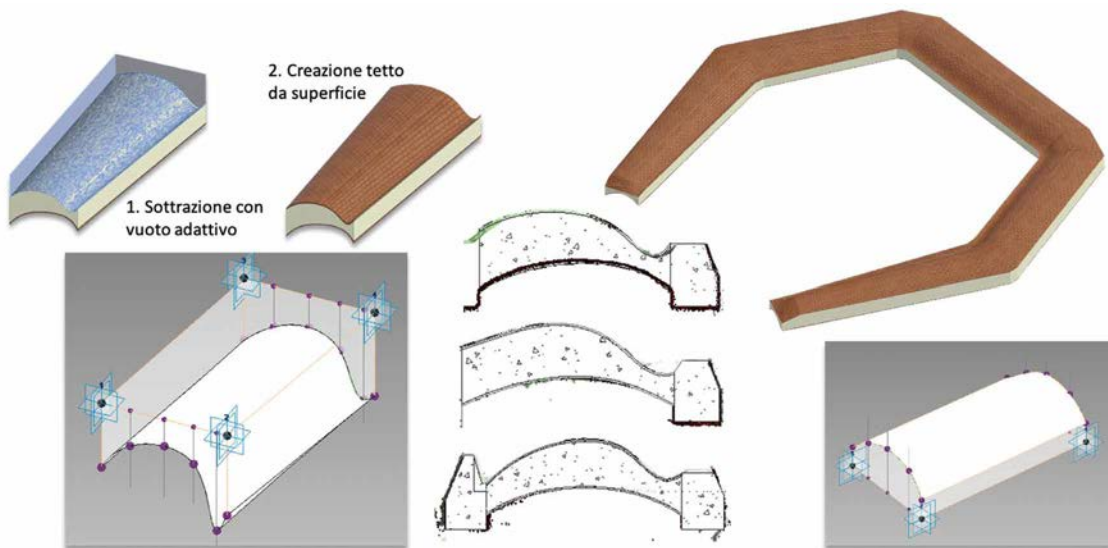 2. Creazione tetto
da superficie
1. Sottrazione con
vuoto adattivo